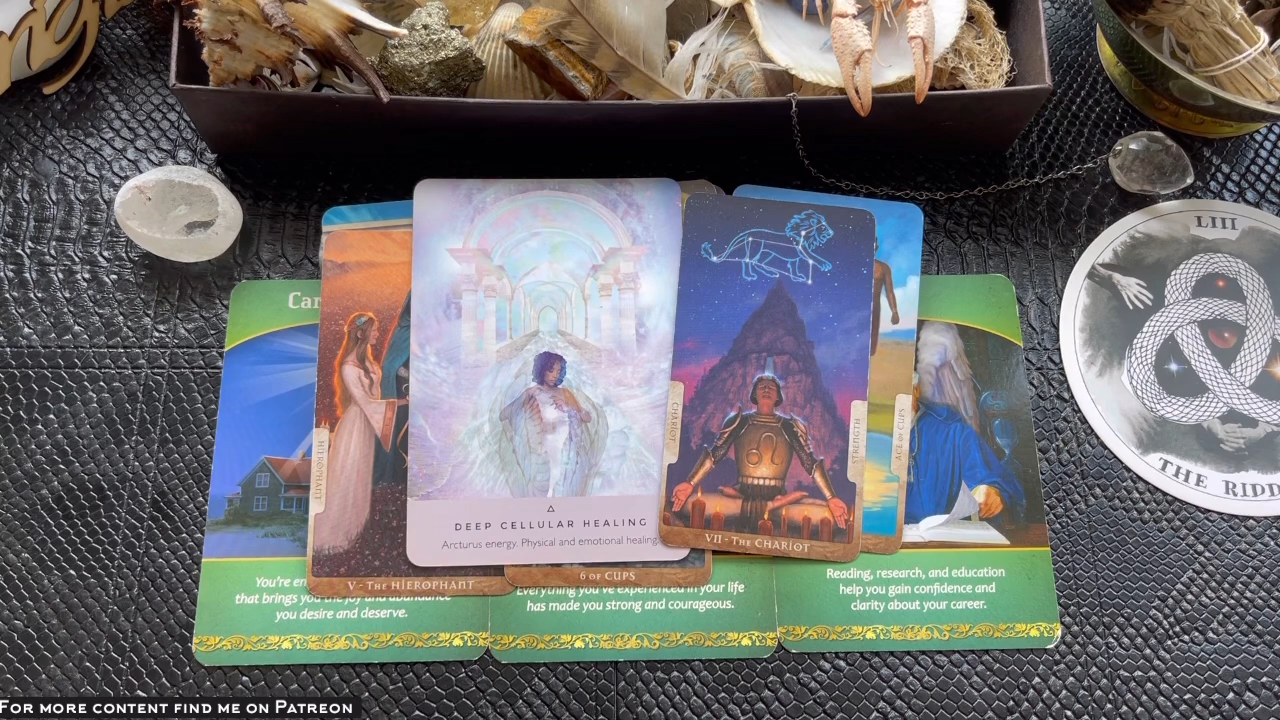 LIII
THE RIDD
Car
HIEROPHANT
V - THE HIEROPHANT
DEEP CELLULAR HEALING
Arcturus energy. Physical and emotional healing.
6 OF CUPS
CHARIOT
STRENGTH
ACE OF CUPS
VII - THE CHARIOT
You're en
that brings you the joy and abundance
you desire and deserve.
Everything you've experienced in your life
has made you strong and courageous.
Reading, research, and education
help you gain confidence and
clarity about your career.
FOR MORE CONTENT FIND ME ON PATREON